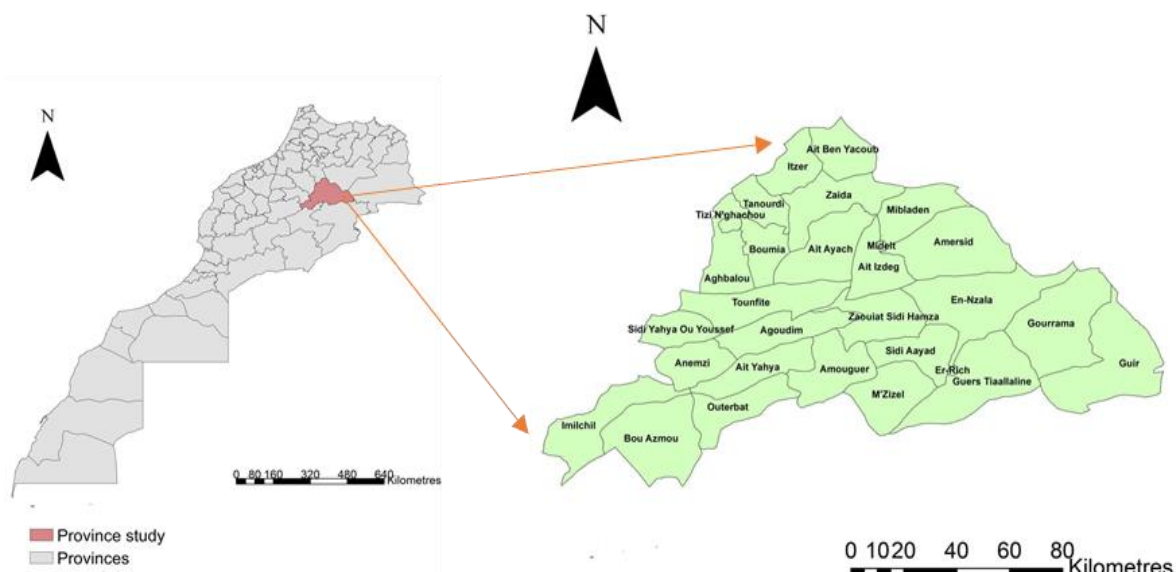 N
N
Ait Ben Yacoub
Itzer
Zaïda
Tanourdi
Mibladen
Tizi N'ghachou
Midelt
Amersid
Boumia
Ait Ayach
Ait Izdeg
Aghbalou
Tounfite
En-Nzala
Zaouiat Sidi Hamza
Gourrama
Sidi Yahya Ou Youssef
Agoudim
Sidi Aayad
Anemzi
Ait Yahya
Amouguer
Er-Rich
Guir
Guers Tiaallaline
M'Zizel
Outerbat
Imilchil
Bou Azmou
0 80 160 320 480 640
Kilometres
Province study
Provinces
0 10 20 40 60 80
Kilometres